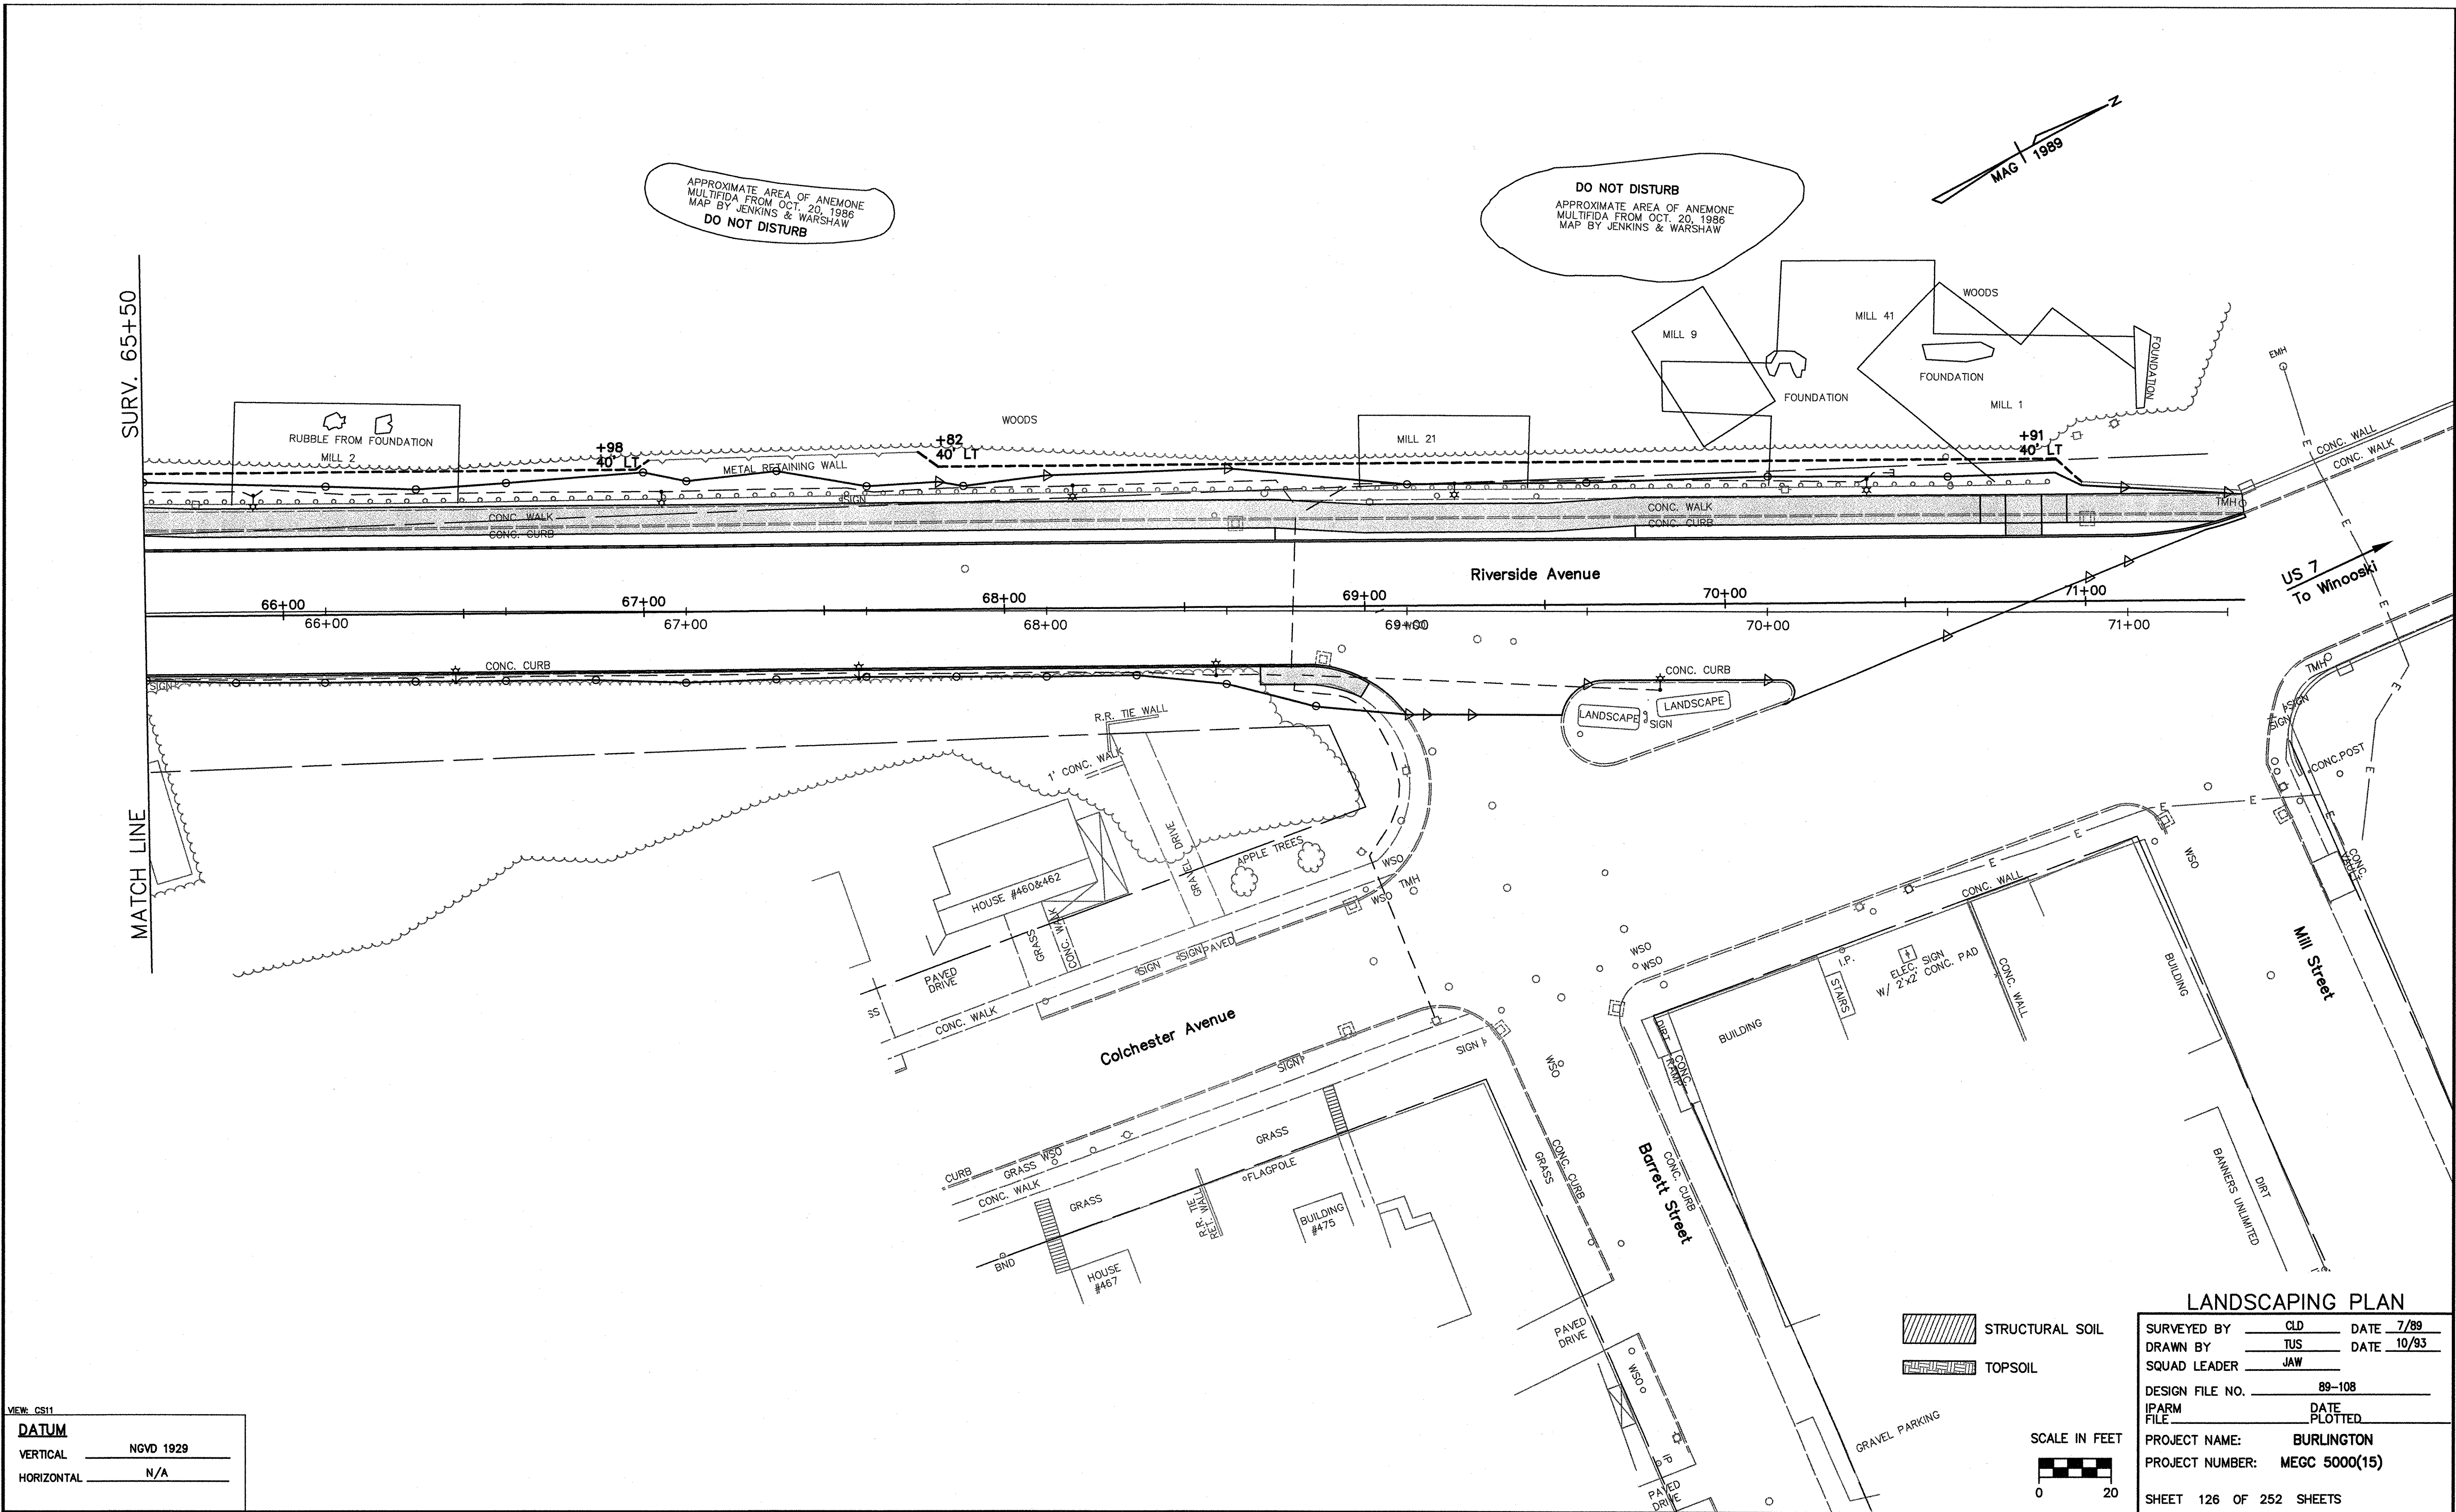 MAG 1989
N
APPROXIMATE AREA OF ANEMONE
MULTIFIDA FROM OCT. 20, 1986
MAP BY JENKINS & WARSHAW
DO NOT DISTURB
DO NOT DISTURB
APPROXIMATE AREA OF ANEMONE
MULTIFIDA FROM OCT. 20, 1986
MAP BY JENKINS & WARSHAW
SURV. 65+50
MATCH LINE
WOODS
MILL 41
MILL 9
FOUNDATION
FOUNDATION
FOUNDATION
MILL 1
EMH
RUBBLE FROM FOUNDATION
MILL 2
+98
40' LT
METAL RETAINING WALL
+82
40' LT
WOODS
MILL 21
+91
40' LT
CONC. WALL
CONC. WALK
SIGN
CONC. WALK
CONC. CURB
CONC. WALK
CONC. CURB
TMH
E
E
E
E
E
E
E
E
E
E
Riverside Avenue
US 7
To Winooski
66+00
67+00
68+00
69+00
70+00
71+00
66+00
67+00
68+00
69+00
70+00
71+00
SIGN
CONC. CURB
CONC. CURB
LANDSCAPE
LANDSCAPE
SIGN
TMH
SIGN
SIGN
CONC.POST
R.R. TIE WALL
1' CONC. WALK
GRAVEL DRIVE
APPLE TREES
HOUSE #460&462
GRASS
CONC. WALK
PAVED
DRIVE
SS
CONC. WALK
SIGN
SIGN
PAVED
WSO
TMH
WSO
WSO
WSO
WSO
WSO
CONC. WALL
CONC.
VAULT
I.P.
ELEC. SIGN
W/ 2'x2' CONC. PAD
STAIRS
CONC. WALL
BUILDING
BUILDING
Mill Street
DIRT
CONC.
RAMP
Colchester Avenue
SIGN
SIGN
CURB
GRASS
WSO
CONC. WALK
GRASS
GRASS
FLAGPOLE
R.R. TIE
RET. WALL
BUILDING
#475
BND
HOUSE
#467
GRASS
CONC. CURB
Barrett Street
CONC. CURB
BANNERS UNLIMITED
DIRT
PAVED
DRIVE
WSO
IP
PAVED
DRIVE
GRAVEL PARKING
STRUCTURAL SOIL
TOPSOIL
SCALE IN FEET
0 20
LANDSCAPING PLAN
SURVEYED BY CLD DATE 7/89
DRAWN BY TUS DATE 10/93
SQUAD LEADER JAW
DESIGN FILE NO. 89-108
IPARM FILE DATE PLOTTED
PROJECT NAME: BURLINGTON
PROJECT NUMBER: MEGC 5000(15)
SHEET 126 OF 252 SHEETS
VIEW: CS11
DATUM
VERTICAL NGVD 1929
HORIZONTAL N/A